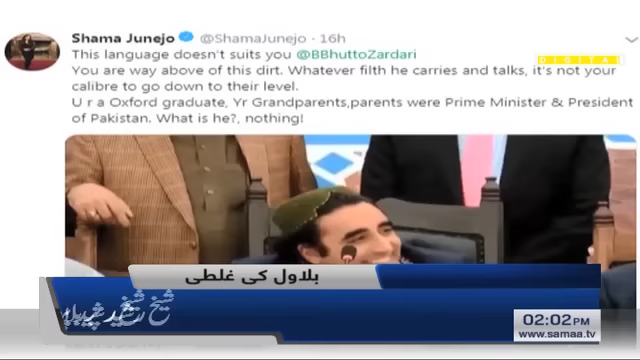 Shama Junejo @ShamaJunejo · 16h
This language doesn't suits you @BBhuttoZardari
You are way above of this dirt. Whatever filth he carries and talks, it's not your
calibre to go down to their level.
U r a Oxford graduate, Yr Grandparents,parents were Prime Minister & President
of Pakistan. What is he?, nothing!
DIGITAL
بلاول کی غلطی
شیخ
02:02PM
www.samaa.tv